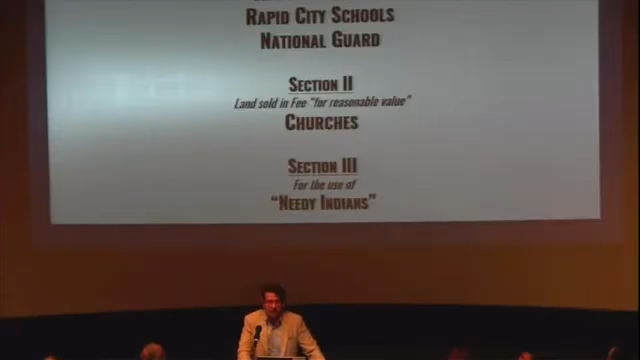 RAPID CITY SCHOOLS
NATIONAL GUARD
SECTION II
Land sold in Fee "for reasonable value"
CHURCHES
SECTION III
For the use of
"NEEDY INDIANS"